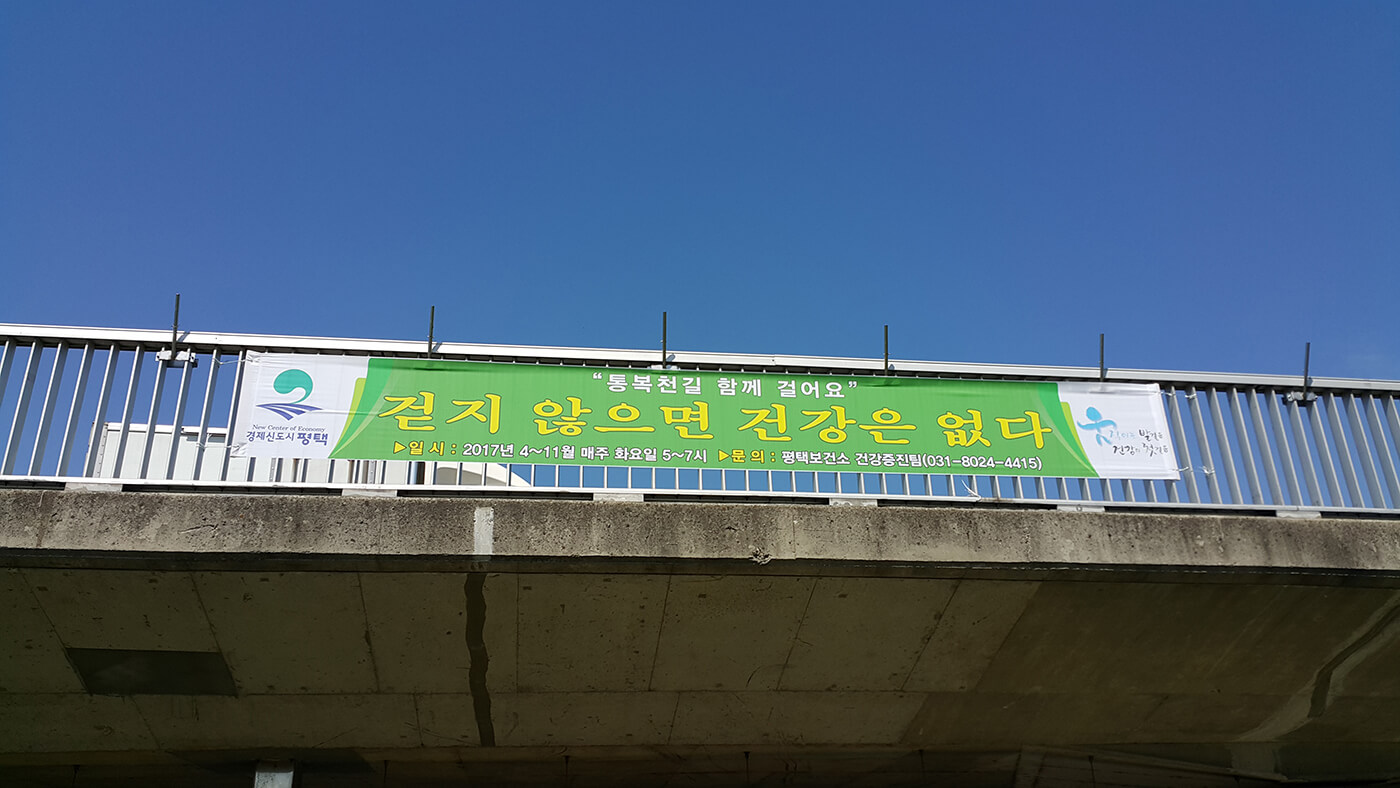 “통복천길 함께 걸어요”
걷지 않으면 건강은 없다
▶일 시 : 2017년 4~11월 매주 화요일 5~7시 ▶문 의 : 평택보건소 건강증진팀(031-8024-4415)
New Center of Economy
경제신도시 평택